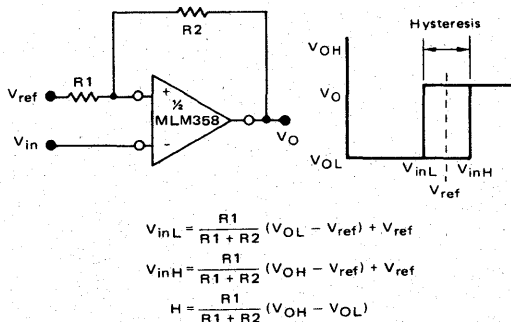 R2
Hysteresis
VOH
R1
Vref
+
½
MLM358
VO
VO
Vin
-
VOL
VinL
VinH
Vref
VinL = R1 / (R1 + R2) (VOL − Vref) + Vref
VinH = R1 / (R1 + R2) (VOH − Vref) + Vref
H = R1 / (R1 + R2) (VOH − VOL)